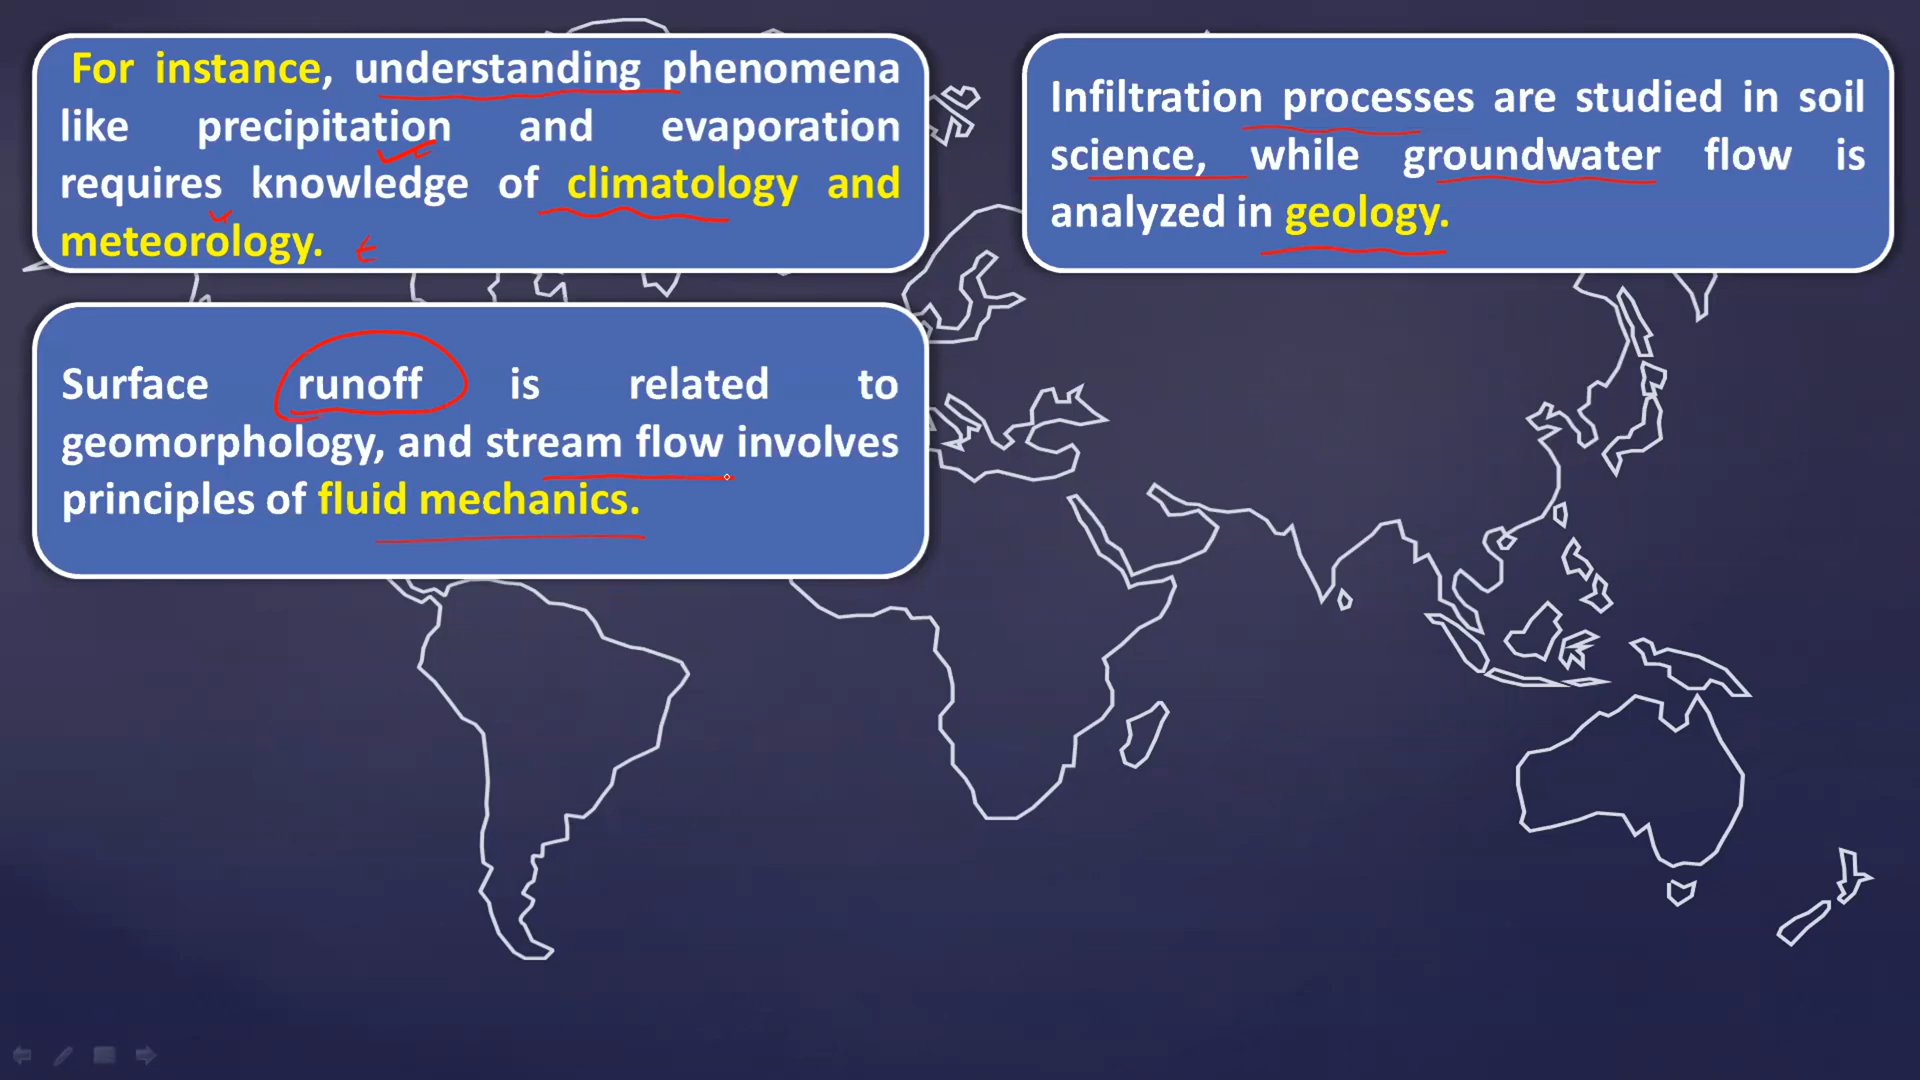 For instance, understanding phenomena
like precipitation and evaporation
requires knowledge of climatology and
meteorology.
Infiltration processes are studied in soil
science, while groundwater flow is
analyzed in geology.
Surface runoff is related to
geomorphology, and stream flow involves
principles of fluid mechanics.